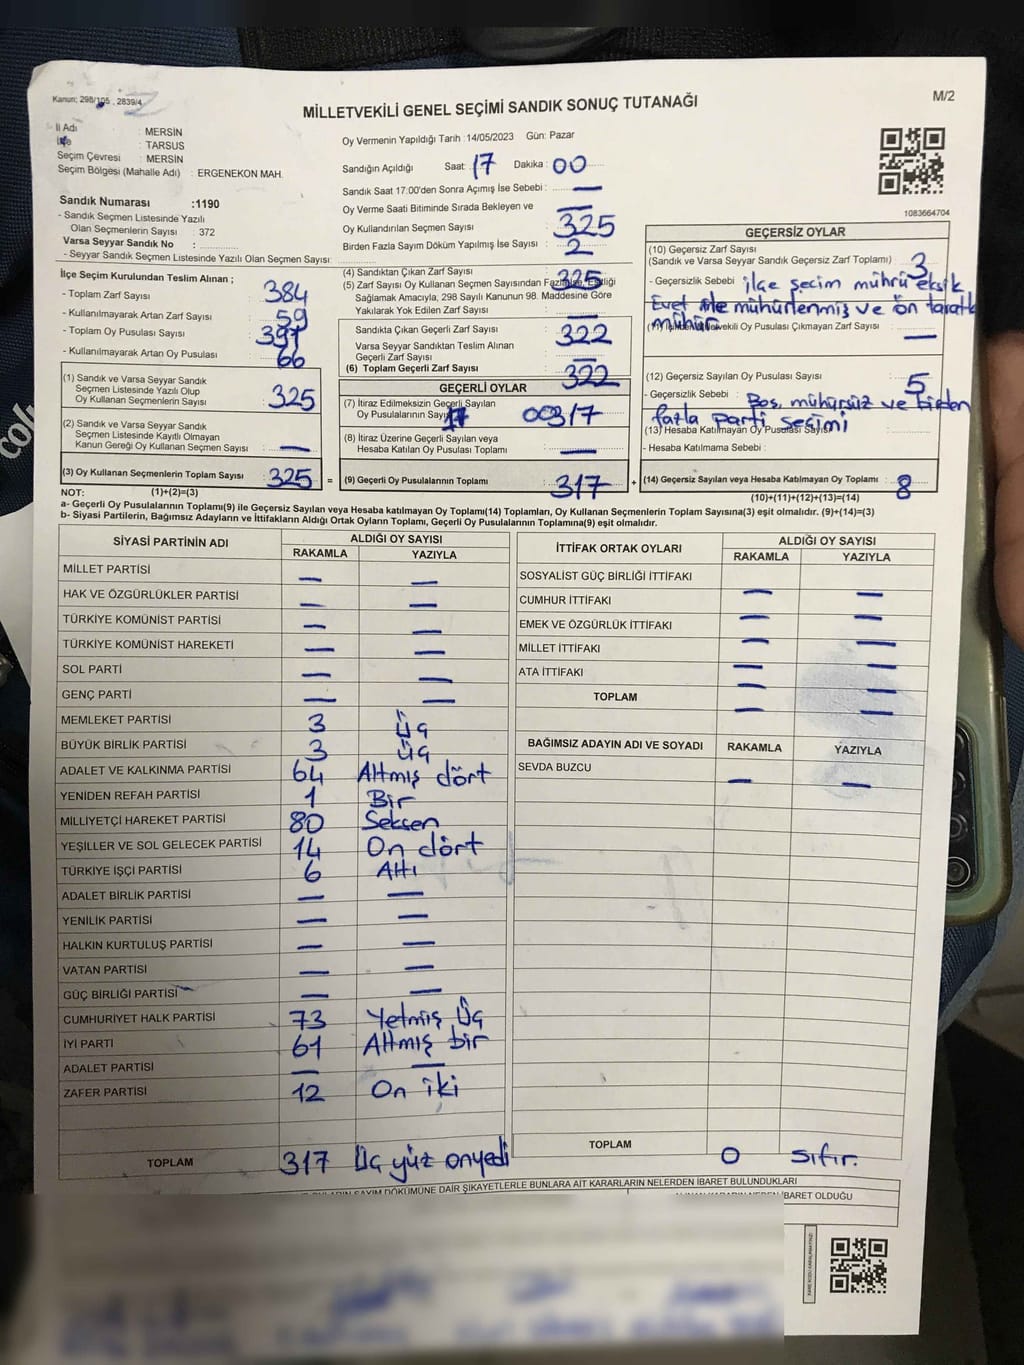 Kanun; 298/105 , 2839/4
MİLLETVEKİLİ GENEL SEÇİMİ SANDIK SONUÇ TUTANAĞI
M/2
İl Adı : MERSİN
İlçe : TARSUS
Seçim Çevresi : MERSİN
Seçim Bölgesi (Mahalle Adı) : ERGENEKON MAH.
Oy Vermenin Yapıldığı Tarih : 14/05/2023 Gün: Pazar
Sandığın Açıldığı Saat : 17 Dakika : 00
Sandık Saat 17:00'den Sonra Açımış İse Sebebi : —
Oy Verme Saati Bitiminde Sırada Bekleyen ve
Oy Kullandırılan Seçmen Sayısı 325
Birden Fazla Sayım Döküm Yapılmış İse Sayısı : 2
1083664704
Sandık Numarası :1190
- Sandık Seçmen Listesinde Yazılı
Olan Seçmenlerin Sayısı : 372
Varsa Seyyar Sandık No :
- Seyyar Sandık Seçmen Listesinde Yazılı Olan Seçmen Sayısı:
İlçe Seçim Kurulundan Teslim Alınan ;
- Toplam Zarf Sayısı : 384
- Kullanılmayarak Artan Zarf Sayısı : 59
- Toplam Oy Pusulası Sayısı 391
- Kullanılmayarak Artan Oy Pusulası 66
(1) Sandık ve Varsa Seyyar Sandık
Seçmen Listesinde Yazılı Olup
Oy Kullanan Seçmenlerin Sayısı 325
(2) Sandık ve Varsa Seyyar Sandık
Seçmen Listesinde Kayıtlı Olmayan
Kanun Gereği Oy Kullanan Seçmen Sayısı —
(3) Oy Kullanan Seçmenlerin Toplam Sayısı 325 =
(4) Sandıktan Çıkan Zarf Sayısı 325
(5) Zarf Sayısı Oy Kullanan Seçmen Sayısından Fazla İse, Eşitliği
Sağlamak Amacıyla, 298 Sayılı Kanunun 98. Maddesine Göre
Yakılarak Yok Edilen Zarf Sayısı : —
Sandıkta Çıkan Geçerli Zarf Sayısı 322
Varsa Seyyar Sandıktan Teslim Alınan
Geçerli Zarf Sayısı —
(6) Toplam Geçerli Zarf Sayısı 322
GEÇERLİ OYLAR
(7) İtiraz Edilmeksizin Geçerli Sayılan
Oy Pusulalarının Sayısı 317
(8) İtiraz Üzerine Geçerli Sayılan veya
Hesaba Katılan Oy Pusulası Toplamı —
(9) Geçerli Oy Pusulalarının Toplamı 317 +
GEÇERSİZ OYLAR
(10) Geçersiz Zarf Sayısı
(Sandık ve Varsa Seyyar Sandık Geçersiz Zarf Toplamı) : 3
- Geçersizlik Sebebi : ilçe seçim mührü eksik
Evet ile mühürlenmiş ve ön tarafta
mühür
—
(12) Geçersiz Sayılan Oy Pusulası Sayısı 5
- Geçersizlik Sebebi : Boş, mühürsüz ve birden
fazla parti seçimi
(13) Hesaba Katılmayan Oy Pusulası Sayısı
- Hesaba Katılmama Sebebi :
(14) Geçersiz Sayılan veya Hesaba Katılmayan Oy Toplamı : 8
NOT: (1)+(2)=(3)
(10)+(11)+(12)+(13)=(14)
a- Geçerli Oy Pusulalarının Toplamı(9) ile Geçersiz Sayılan veya Hesaba katılmayan Oy Toplamı(14) Toplamları, Oy Kullanan Seçmenlerin Toplam Sayısına(3) eşit olmalıdır. (9)+(14)=(3)
b- Siyasi Partilerin, Bağımsız Adayların ve İttifakların Aldığı Ortak Oyların Toplamı, Geçerli Oy Pusulalarının Toplamına(9) eşit olmalıdır.
SİYASİ PARTİNİN ADI ALDIĞI OY SAYISI
RAKAMLA YAZIYLA
MİLLET PARTİSİ — —
HAK VE ÖZGÜRLÜKLER PARTİSİ — —
TÜRKİYE KOMÜNİST PARTİSİ — —
TÜRKİYE KOMÜNİST HAREKETİ — —
SOL PARTİ — —
GENÇ PARTİ — —
MEMLEKET PARTİSİ 3 Üç
BÜYÜK BİRLİK PARTİSİ 3 Üç
ADALET VE KALKINMA PARTİSİ 64 Altmış dört
YENİDEN REFAH PARTİSİ 1 Bir
MİLLİYETÇİ HAREKET PARTİSİ 80 Seksen
YEŞİLLER VE SOL GELECEK PARTİSİ 14 On dört
TÜRKİYE İŞÇİ PARTİSİ 6 Altı
ADALET BİRLİK PARTİSİ — —
YENİLİK PARTİSİ — —
HALKIN KURTULUŞ PARTİSİ — —
VATAN PARTİSİ — —
GÜÇ BİRLİĞİ PARTİSİ — —
CUMHURİYET HALK PARTİSİ 73 Yetmiş Üç
İYİ PARTİ 61 Altmış bir
ADALET PARTİSİ — —
ZAFER PARTİSİ 12 On iki
TOPLAM 317 Üç yüz onyedi
İTTİFAK ORTAK OYLARI ALDIĞI OY SAYISI
RAKAMLA YAZIYLA
SOSYALİST GÜÇ BİRLİĞİ İTTİFAKI — —
CUMHUR İTTİFAKI — —
EMEK VE ÖZGÜRLÜK İTTİFAKI — —
MİLLET İTTİFAKI — —
ATA İTTİFAKI — —
TOPLAM — —
BAĞIMSIZ ADAYIN ADI VE SOYADI RAKAMLA YAZIYLA
SEVDA BUZCU — —
TOPLAM 0 sıfır.
SAYIM DÖKÜMÜNE DAİR ŞİKAYETLERLE BUNLARA AİT KARARLARIN NELERDEN İBARET BULUNDUKLARI
İBARET OLDUĞU